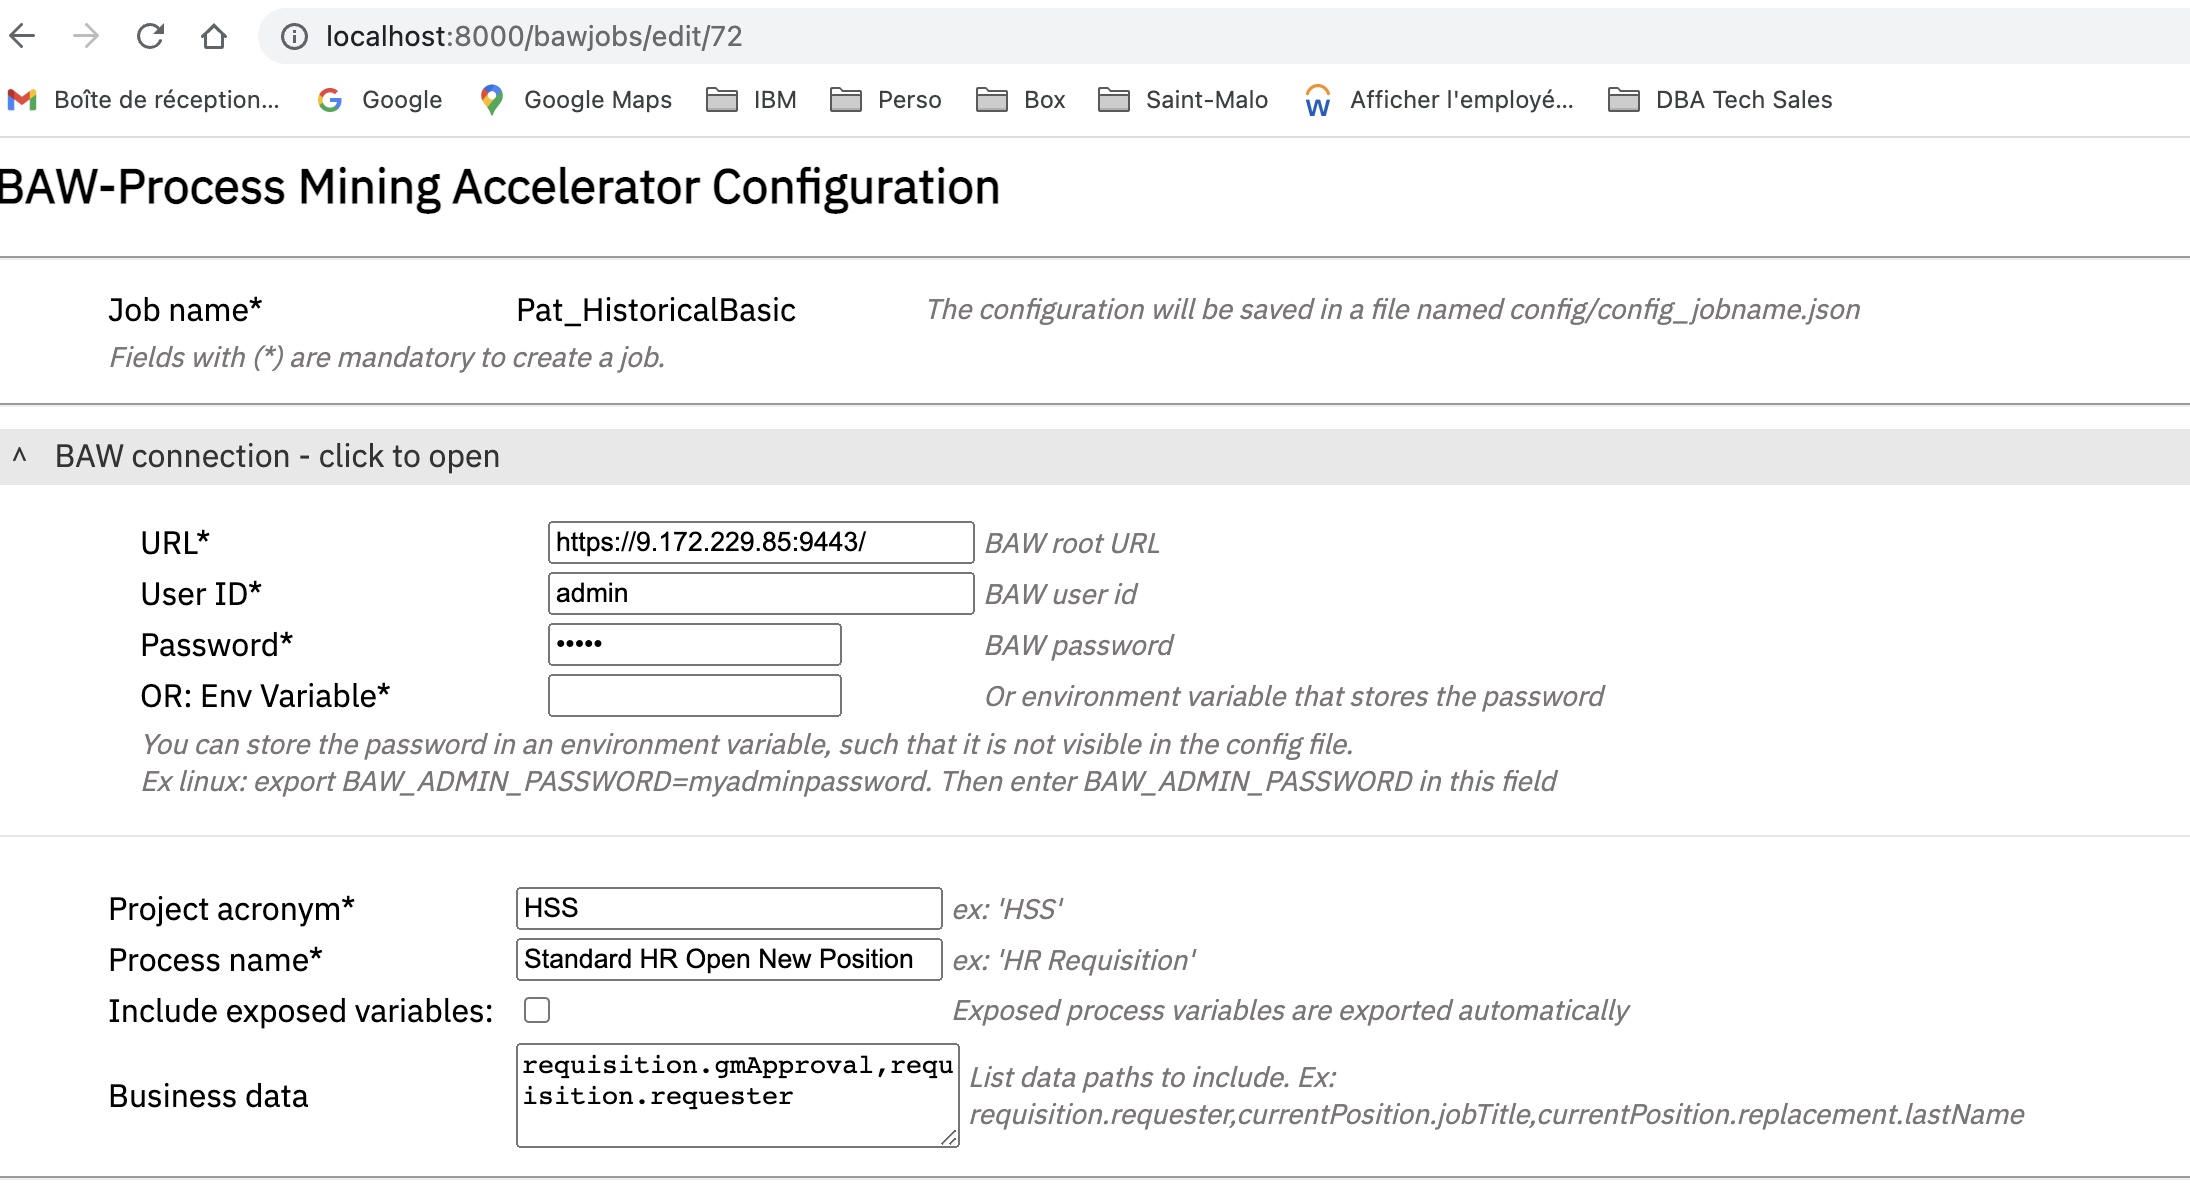 localhost:8000/bawjobs/edit/72
Boîte de réception... Google Google Maps IBM Perso Box Saint-Malo Afficher l'employé... DBA Tech Sales
BAW-Process Mining Accelerator Configuration
Job name* Pat_HistoricalBasic The configuration will be saved in a file named config/config_jobname.json
Fields with (*) are mandatory to create a job.
^ BAW connection - click to open
URL* https://9.172.229.85:9443/ BAW root URL
User ID* admin BAW user id
Password* ••••• BAW password
OR: Env Variable* Or environment variable that stores the password
You can store the password in an environment variable, such that it is not visible in the config file.
Ex linux: export BAW_ADMIN_PASSWORD=myadminpassword. Then enter BAW_ADMIN_PASSWORD in this field
Project acronym* HSS ex: 'HSS'
Process name* Standard HR Open New Position ex: 'HR Requisition'
Include exposed variables: Exposed process variables are exported automatically
Business data
requisition.gmApproval,requ
isition.requester
List data paths to include. Ex:
requisition.requester,currentPosition.jobTitle,currentPosition.replacement.lastName